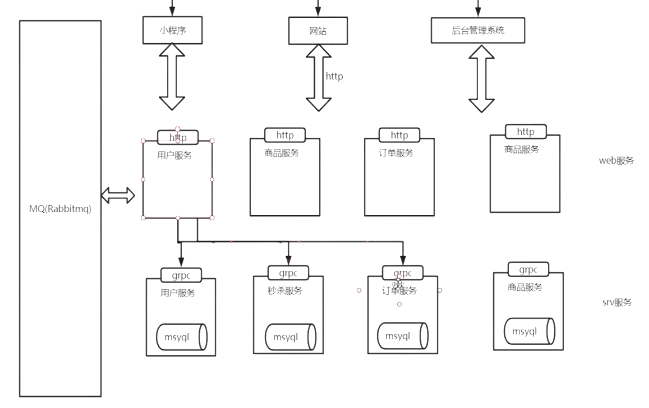 小程序
网站
后台管理系统
http
http
http
http
http
用户服务
商品服务
订单服务
商品服务
web服务
MQ(Rabbitmq)
grpc
grpc
grpc
grpc
用户服务
秒杀服务
订单服务
商品服务
srv服务
msyql
msyql
msyql
msyql